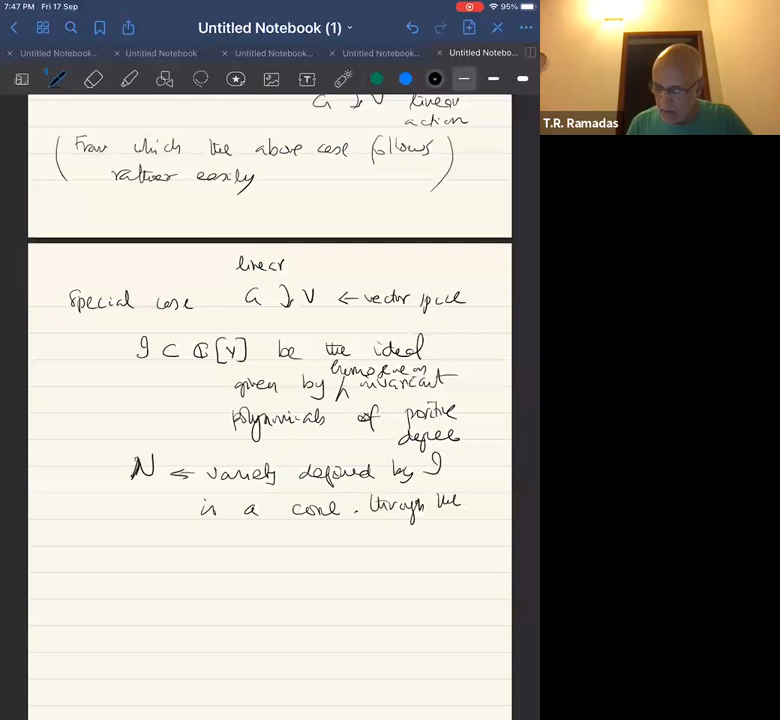 7:47 PM Fri 17 Sep
95%
Untitled Notebook (1)
Untitled Notebook...
Untitled Notebook
Untitled Notebook...
Untitled Notebook...
Untitled Notebo...
T.R. Ramadas
G V linear
action
(From which the above case follows
rather easily)
linear
Special case G V ← vector space
I ⊂ C[V] be the ideal
homogeneous
given by invariant
polynomials of positive
degree
N ← variety defined by I
is a cone . through the